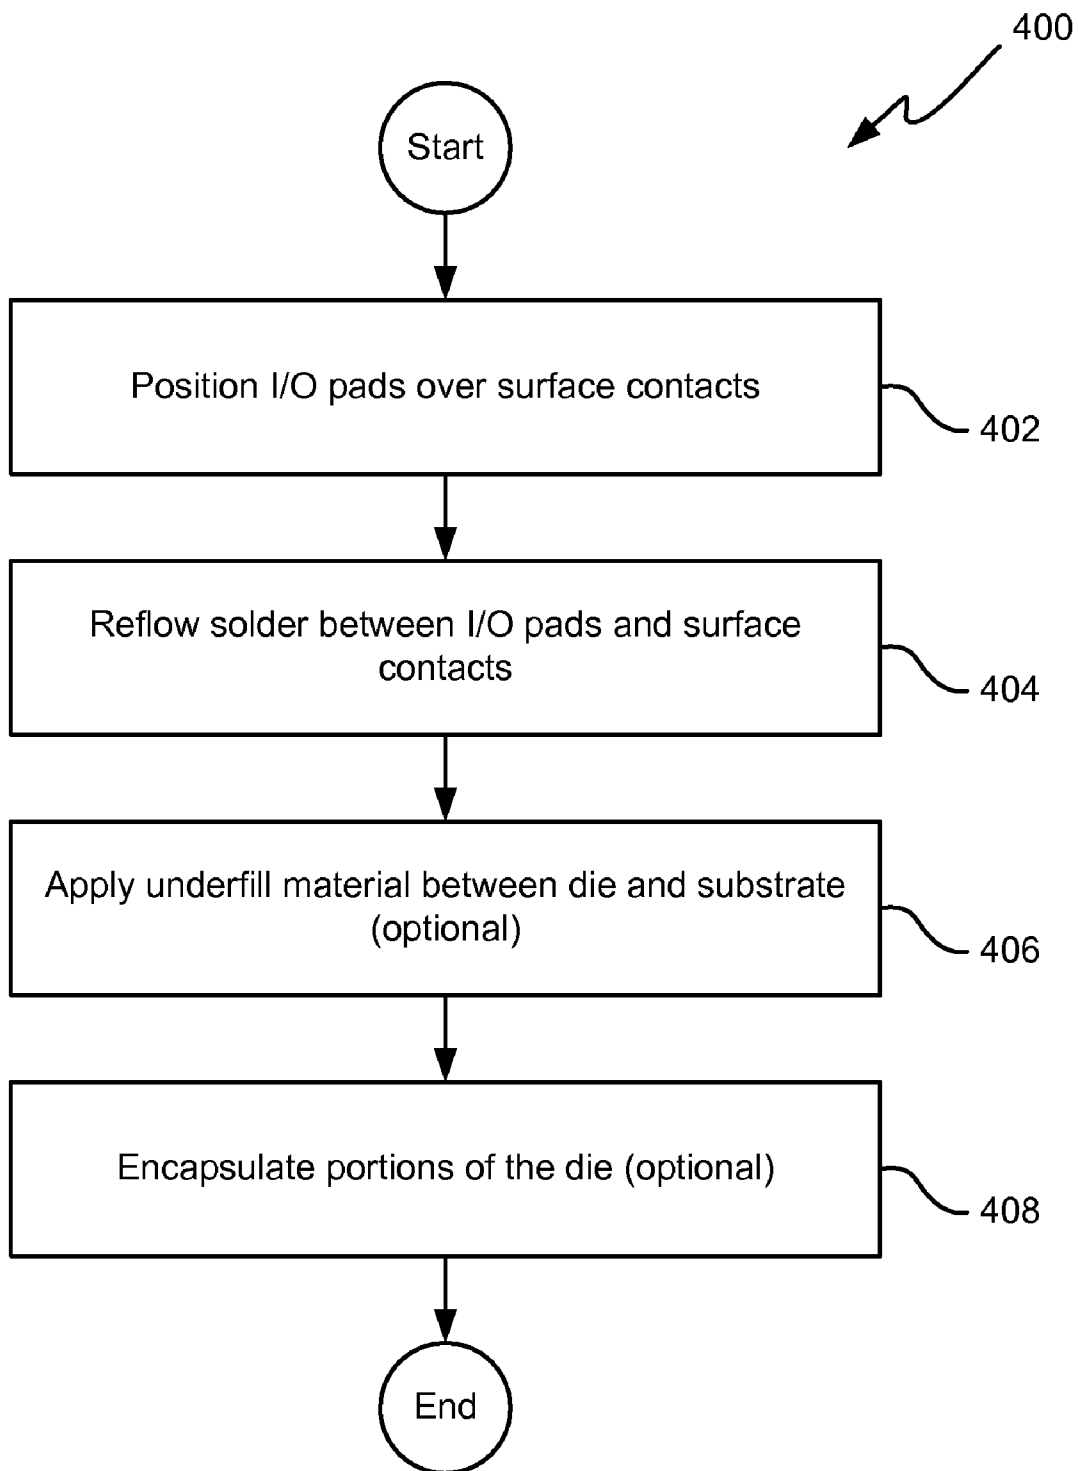 400
Start
Position I/O pads over surface contacts
402
Reflow solder between I/O pads and surface
contacts
404
Apply underfill material between die and substrate
(optional)
406
Encapsulate portions of the die (optional)
408
End